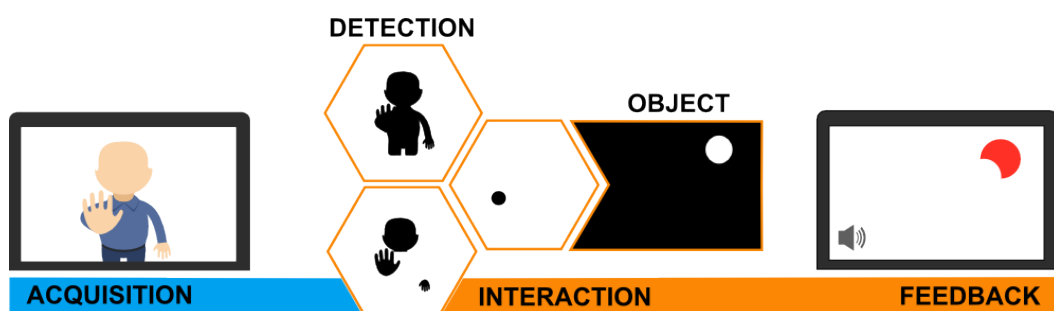 DETECTION
OBJECT
ACQUISITION
INTERACTION
FEEDBACK